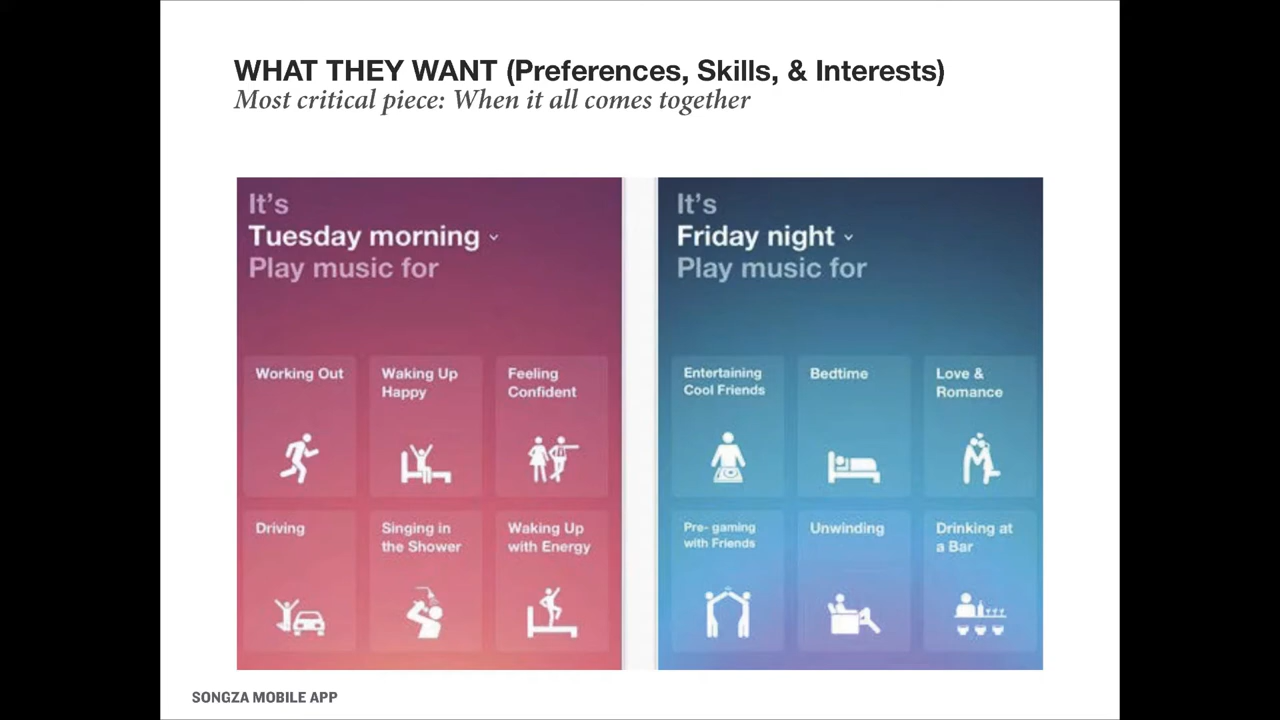 WHAT THEY WANT (Preferences, Skills, & Interests)
Most critical piece: When it all comes together
It's
Tuesday morning
Play music for
Working Out
Waking Up
Happy
Feeling
Confident
Driving
Singing in
the Shower
Waking Up
with Energy
It's
Friday night
Play music for
Entertaining
Cool Friends
Bedtime
Love &
Romance
Pre- gaming
with Friends
Unwinding
Drinking at
a Bar
SONGZA MOBILE APP